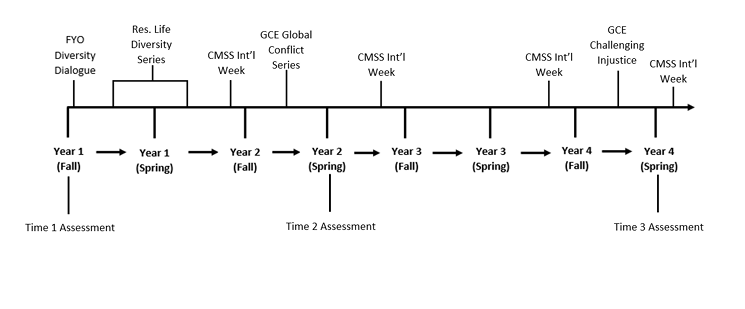 FYO
Diversity
Dialogue
Res. Life
Diversity
Series
CMSS Int'l
Week
GCE Global
Conflict
Series
CMSS Int'l
Week
CMSS Int'l
Week
GCE
Challenging
Injustice
CMSS Int'l
Week
Year 1
(Fall)
Year 1
(Spring)
Year 2
(Fall)
Year 2
(Spring)
Year 3
(Fall)
Year 3
(Spring)
Year 4
(Fall)
Year 4
(Spring)
Time 1 Assessment
Time 2 Assessment
Time 3 Assessment